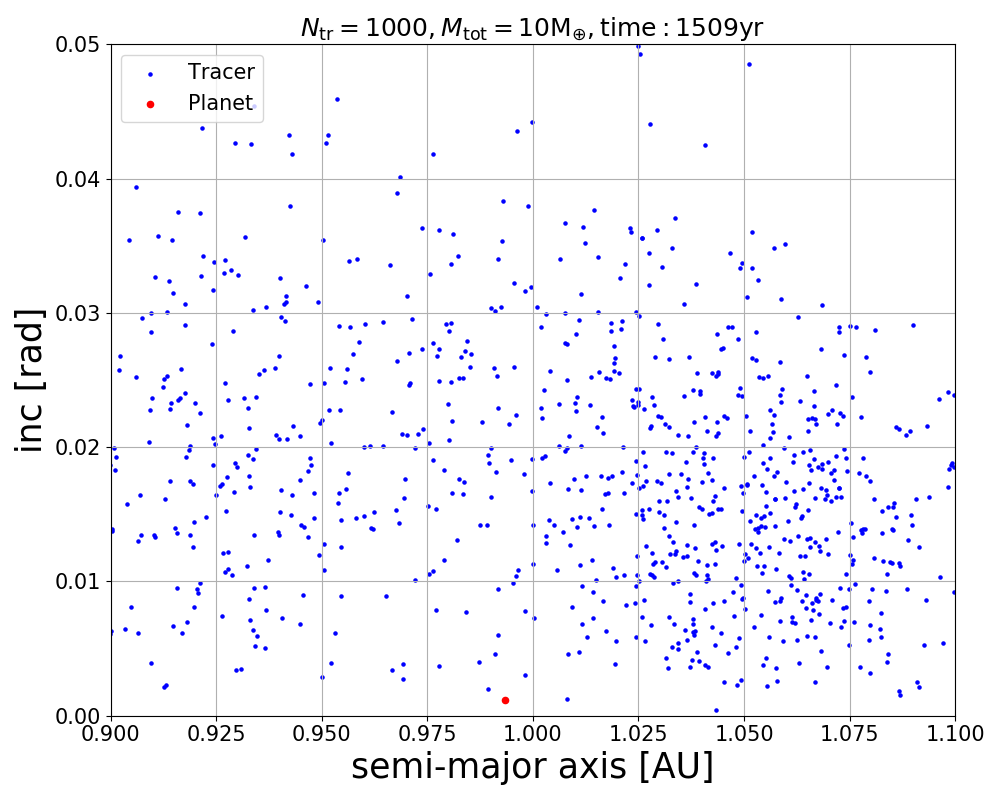 N_tr = 1000, M_tot = 10M_⊕, time : 1509yr
Tracer
Planet
inc [rad]
0.05
0.04
0.03
0.02
0.01
0.00
0.900 0.925 0.950 0.975 1.000 1.025 1.050 1.075 1.100
semi-major axis [AU]